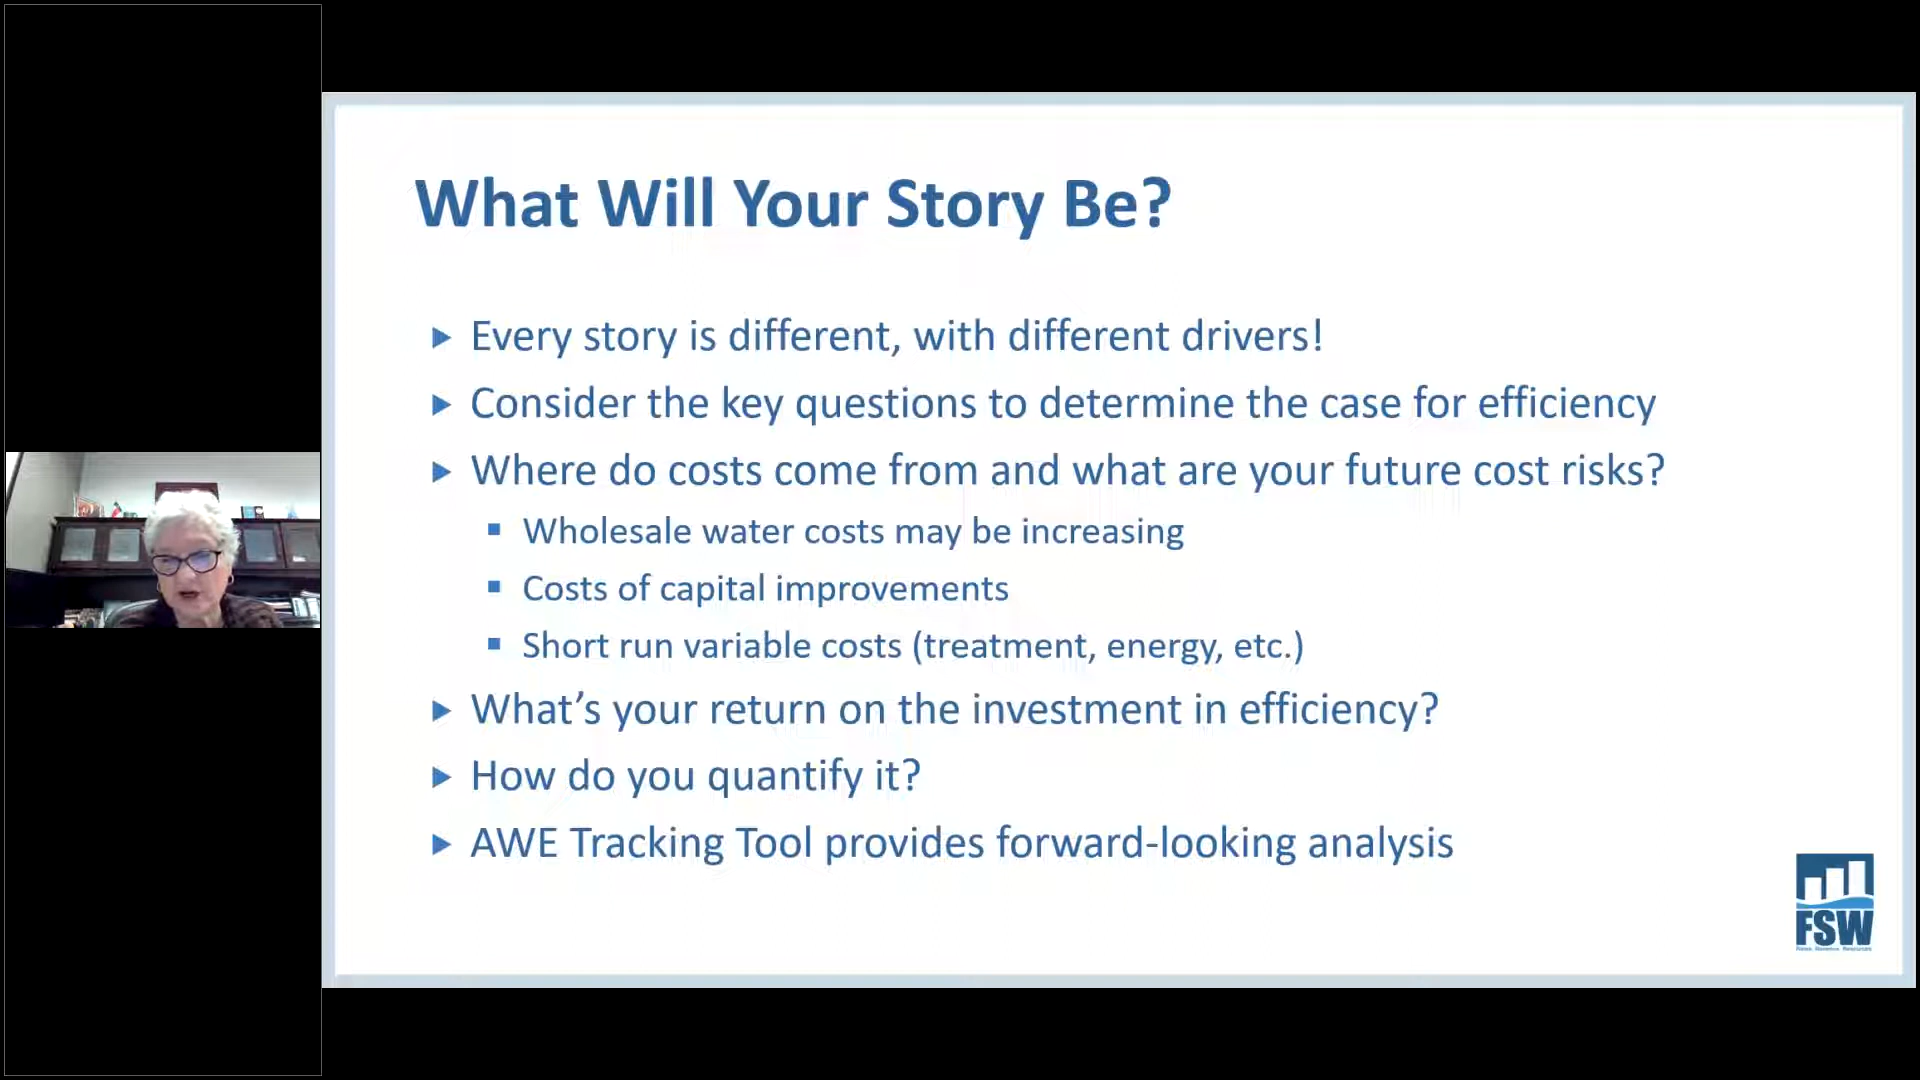 What Will Your Story Be?
Every story is different, with different drivers!
Consider the key questions to determine the case for efficiency
Where do costs come from and what are your future cost risks?
Wholesale water costs may be increasing
Costs of capital improvements
Short run variable costs (treatment, energy, etc.)
What’s your return on the investment in efficiency?
How do you quantify it?
AWE Tracking Tool provides forward-looking analysis
FSW